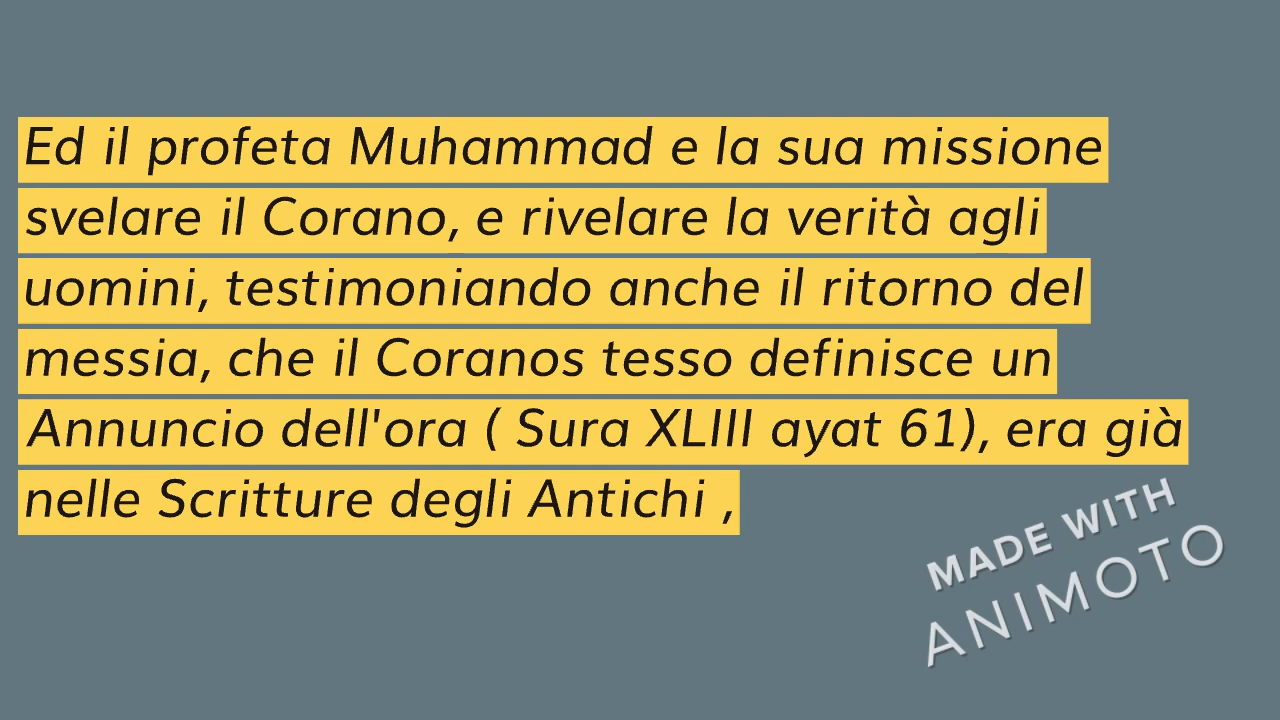 Ed il profeta Muhammad e la sua missione
svelare il Corano, e rivelare la verità agli
uomini, testimoniando anche il ritorno del
messia, che il Coranos tesso definisce un
Annuncio dell'ora ( Sura XLIII ayat 61), era già
nelle Scritture degli Antichi ,
MADE WITH
ANIMOTO